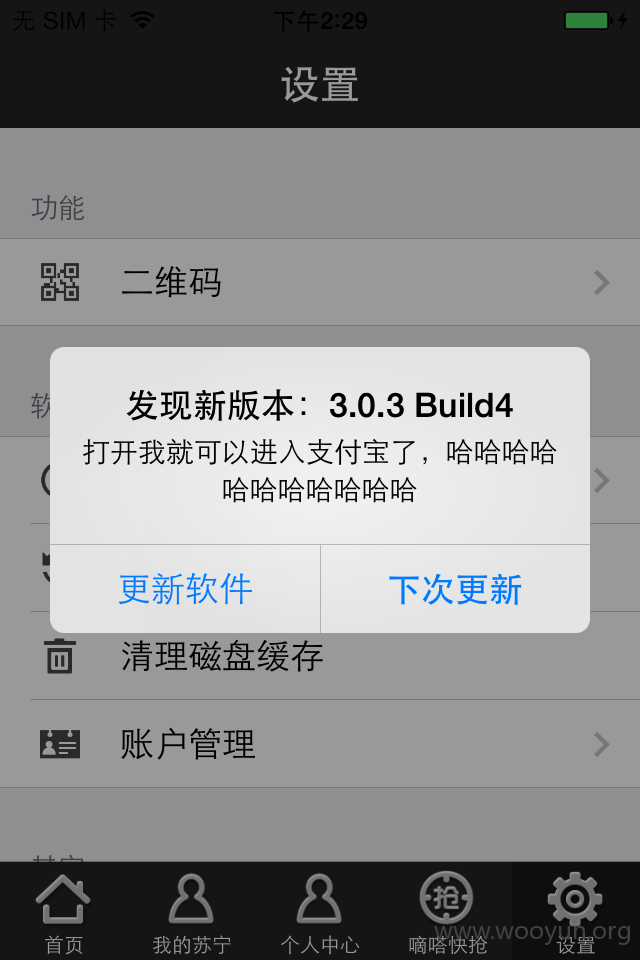 无 SIM 卡
下午2:29
设置
功能
二维码
软
发现新版本：3.0.3 Build4
打开我就可以进入支付宝了，哈哈哈哈
哈哈哈哈哈哈哈
更新软件
下次更新
清理磁盘缓存
账户管理
首页
我的苏宁
个人中心
抢
嘀嗒快抢
设置
www.wooyun.org